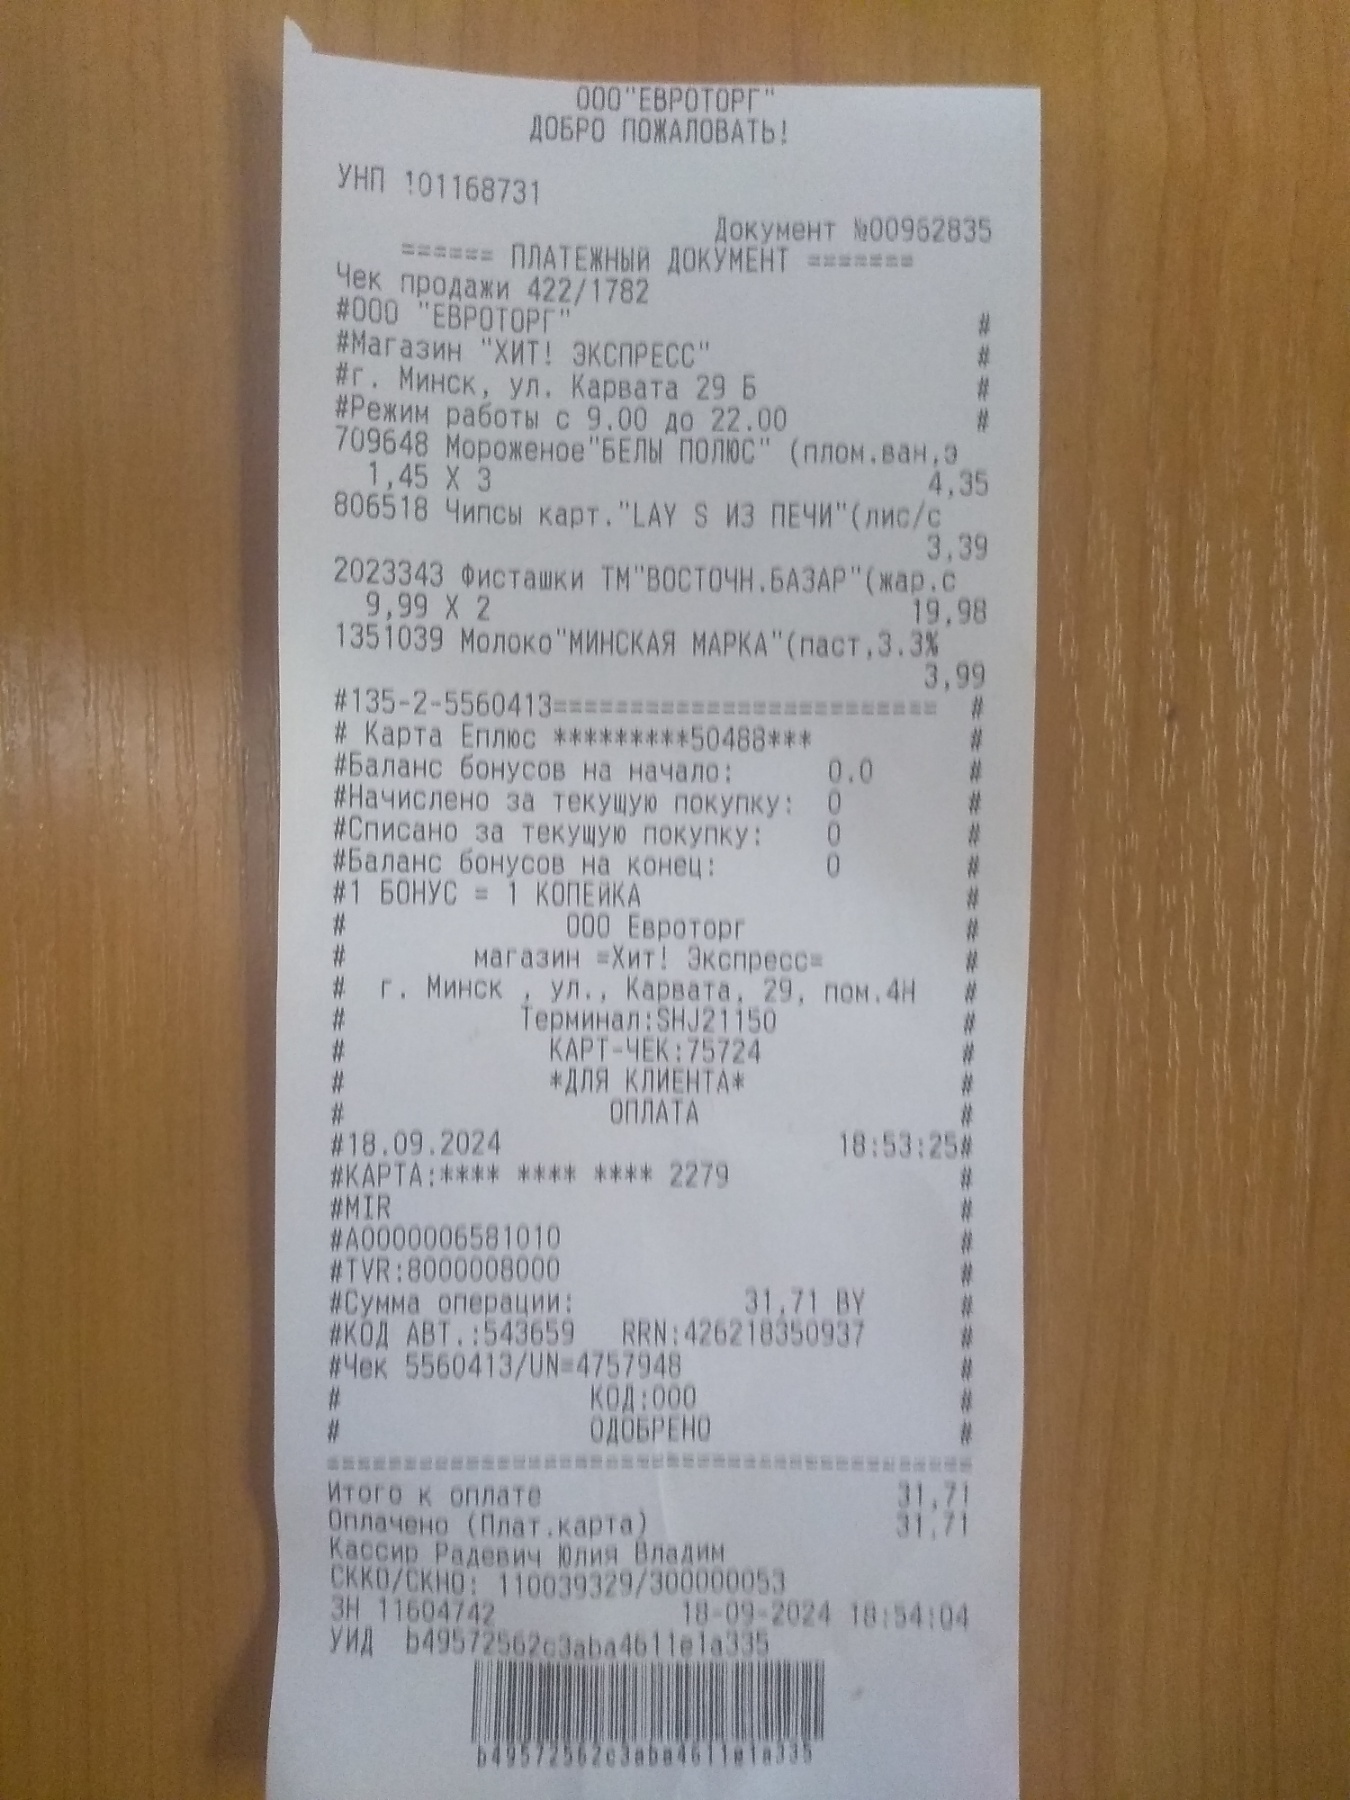 ООО"ЕВРОТОРГ"
ДОБРО ПОЖАЛОВАТЬ!
УНП 101168731
Документ №00962835
====== ПЛАТЕЖНЫЙ ДОКУМЕНТ =======
Чек продажи 422/1782
#ООО "ЕВРОТОРГ" #
#Магазин "ХИТ! ЭКСПРЕСС" #
#г. Минск, ул. Карвата 29 Б #
#Режим работы с 9.00 до 22.00 #
709648 Мороженое"БЕЛЫ ПОЛЮС" (плом.ван,э
1,45 X 3 4,35
806518 Чипсы карт."LAY S ИЗ ПЕЧИ"(лис/с
3,39
2023343 Фисташки ТМ"ВОСТОЧН.БАЗАР"(жар.с
9,99 X 2 19,98
1351039 Молоко"МИНСКАЯ МАРКА"(паст,3.3%
3,99
#135-2-5560413========================= #
# Карта Еплюс *********50488*** #
#Баланс бонусов на начало: 0.0 #
#Начислено за текущую покупку: 0 #
#Списано за текущую покупку: 0 #
#Баланс бонусов на конец: 0 #
#1 БОНУС = 1 КОПЕЙКА #
# ООО Евроторг #
# магазин =Хит! Экспресс= #
# г. Минск , ул., Карвата, 29, пом.4Н #
# Терминал:SHJ21150 #
# КАРТ-ЧЕК:75724 #
# *ДЛЯ КЛИЕНТА* #
# ОПЛАТА #
#18.09.2024 18:53:25#
#КАРТА:**** **** **** 2279 #
#MIR #
#A0000006581010 #
#TVR:8000008000 #
#Сумма операции: 31,71 BY #
#КОД АВТ.:543659 RRN:426218350937 #
#Чек 5560413/UN=4757948 #
# КОД:000 #
# ОДОБРЕНО #
==========================================
Итого к оплате 31,71
Оплачено (Плат.карта) 31,71
Кассир Радевич Юлия Владим
СККО/СКНО: 110039329/300000053
ЗН 11604742 18-09-2024 18:54:04
УИД b49572562c3aba4611e1a335
b49572562c3aba4611e1a335